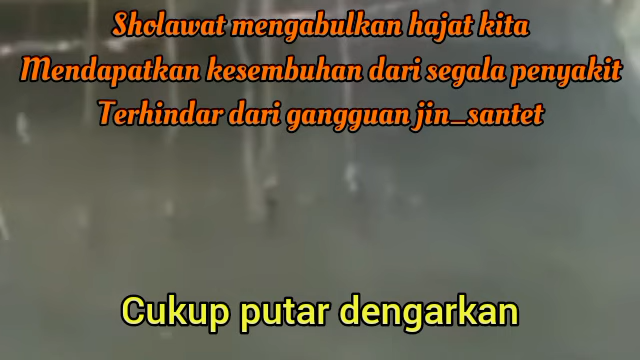 Sholawat mengabulkan hajat kita
Mendapatkan kesembuhan dari segala penyakit
Terhindar dari gangguan jin_santet
Cukup putar dengarkan